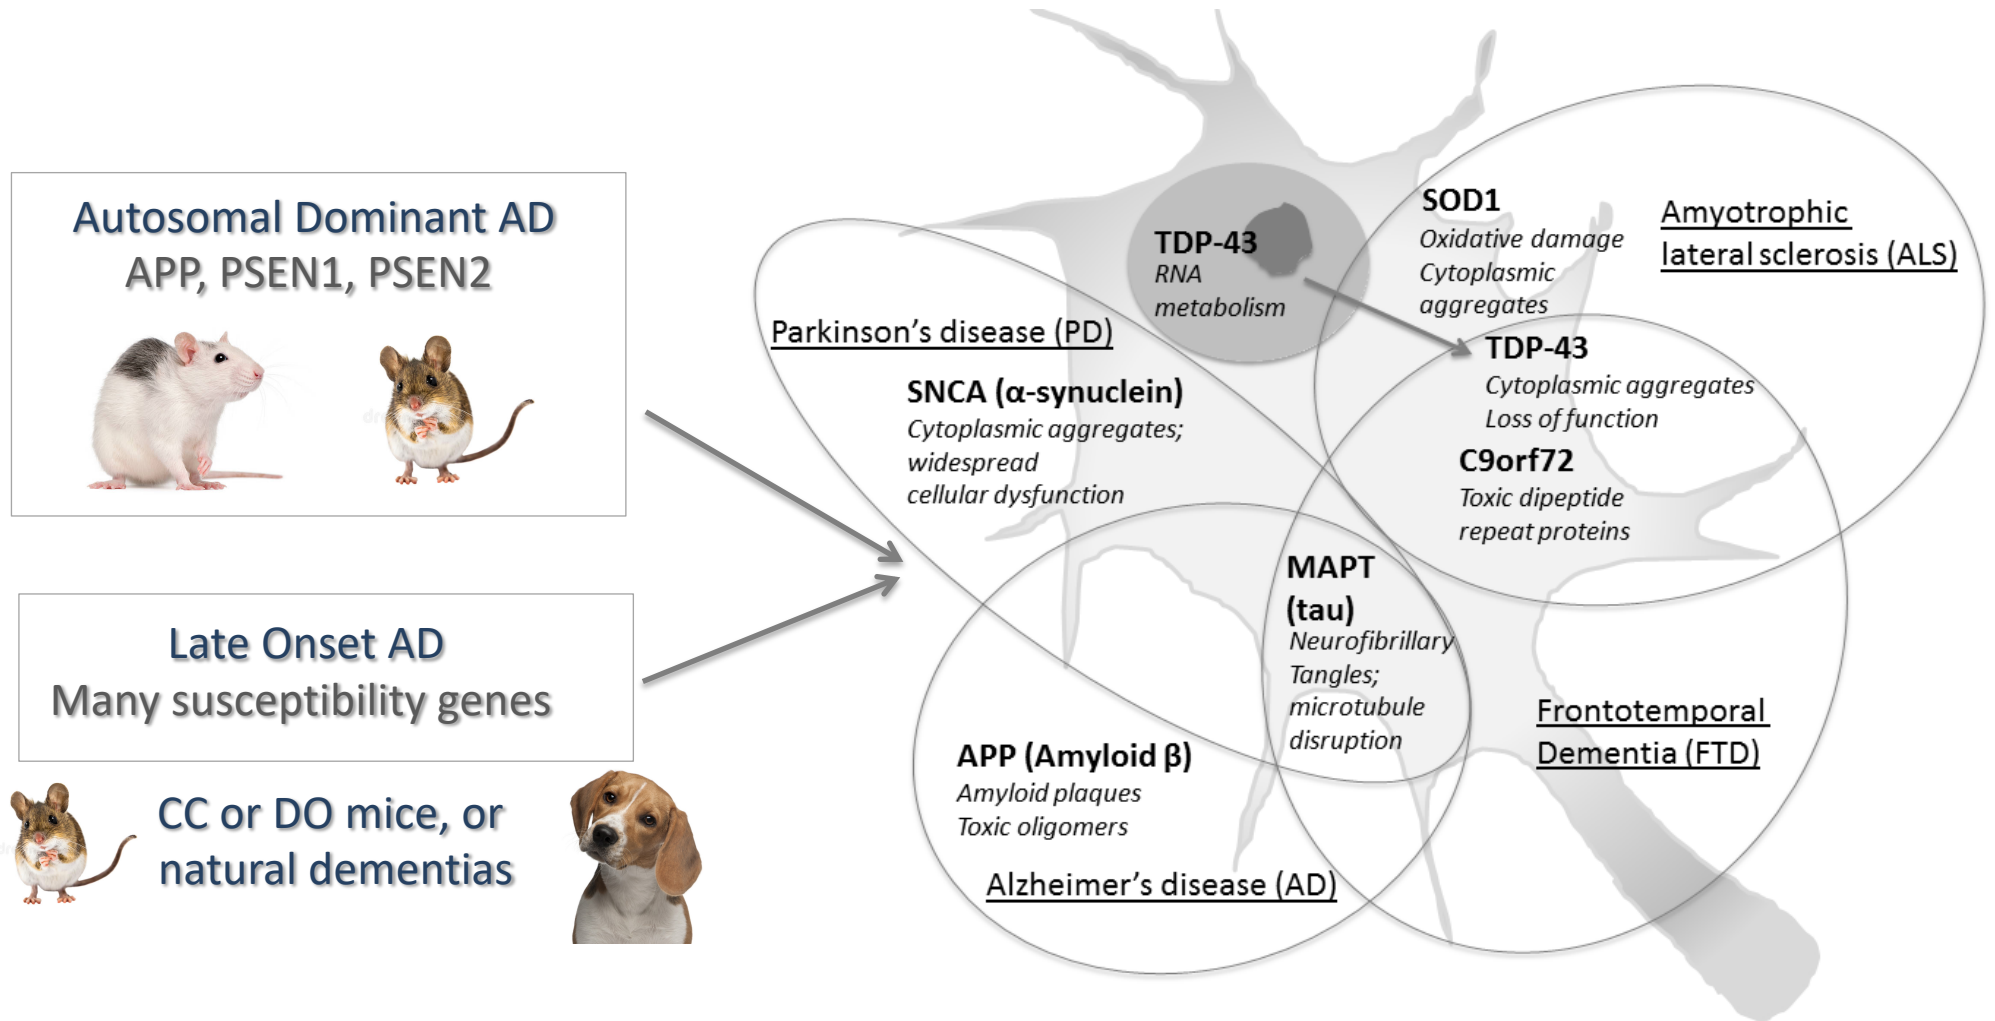 Autosomal Dominant AD
APP, PSEN1, PSEN2
Late Onset AD
Many susceptibility genes
CC or DO mice, or
natural dementias
TDP-43
RNA
metabolism
SOD1
Oxidative damage
Cytoplasmic
aggregates
Amyotrophic
lateral sclerosis (ALS)
Parkinson’s disease (PD)
SNCA (α-synuclein)
Cytoplasmic aggregates;
widespread
cellular dysfunction
TDP-43
Cytoplasmic aggregates
Loss of function
C9orf72
Toxic dipeptide
repeat proteins
MAPT
(tau)
Neurofibrillary
Tangles;
microtubule
disruption
APP (Amyloid β)
Amyloid plaques
Toxic oligomers
Alzheimer’s disease (AD)
Frontotemporal
Dementia (FTD)